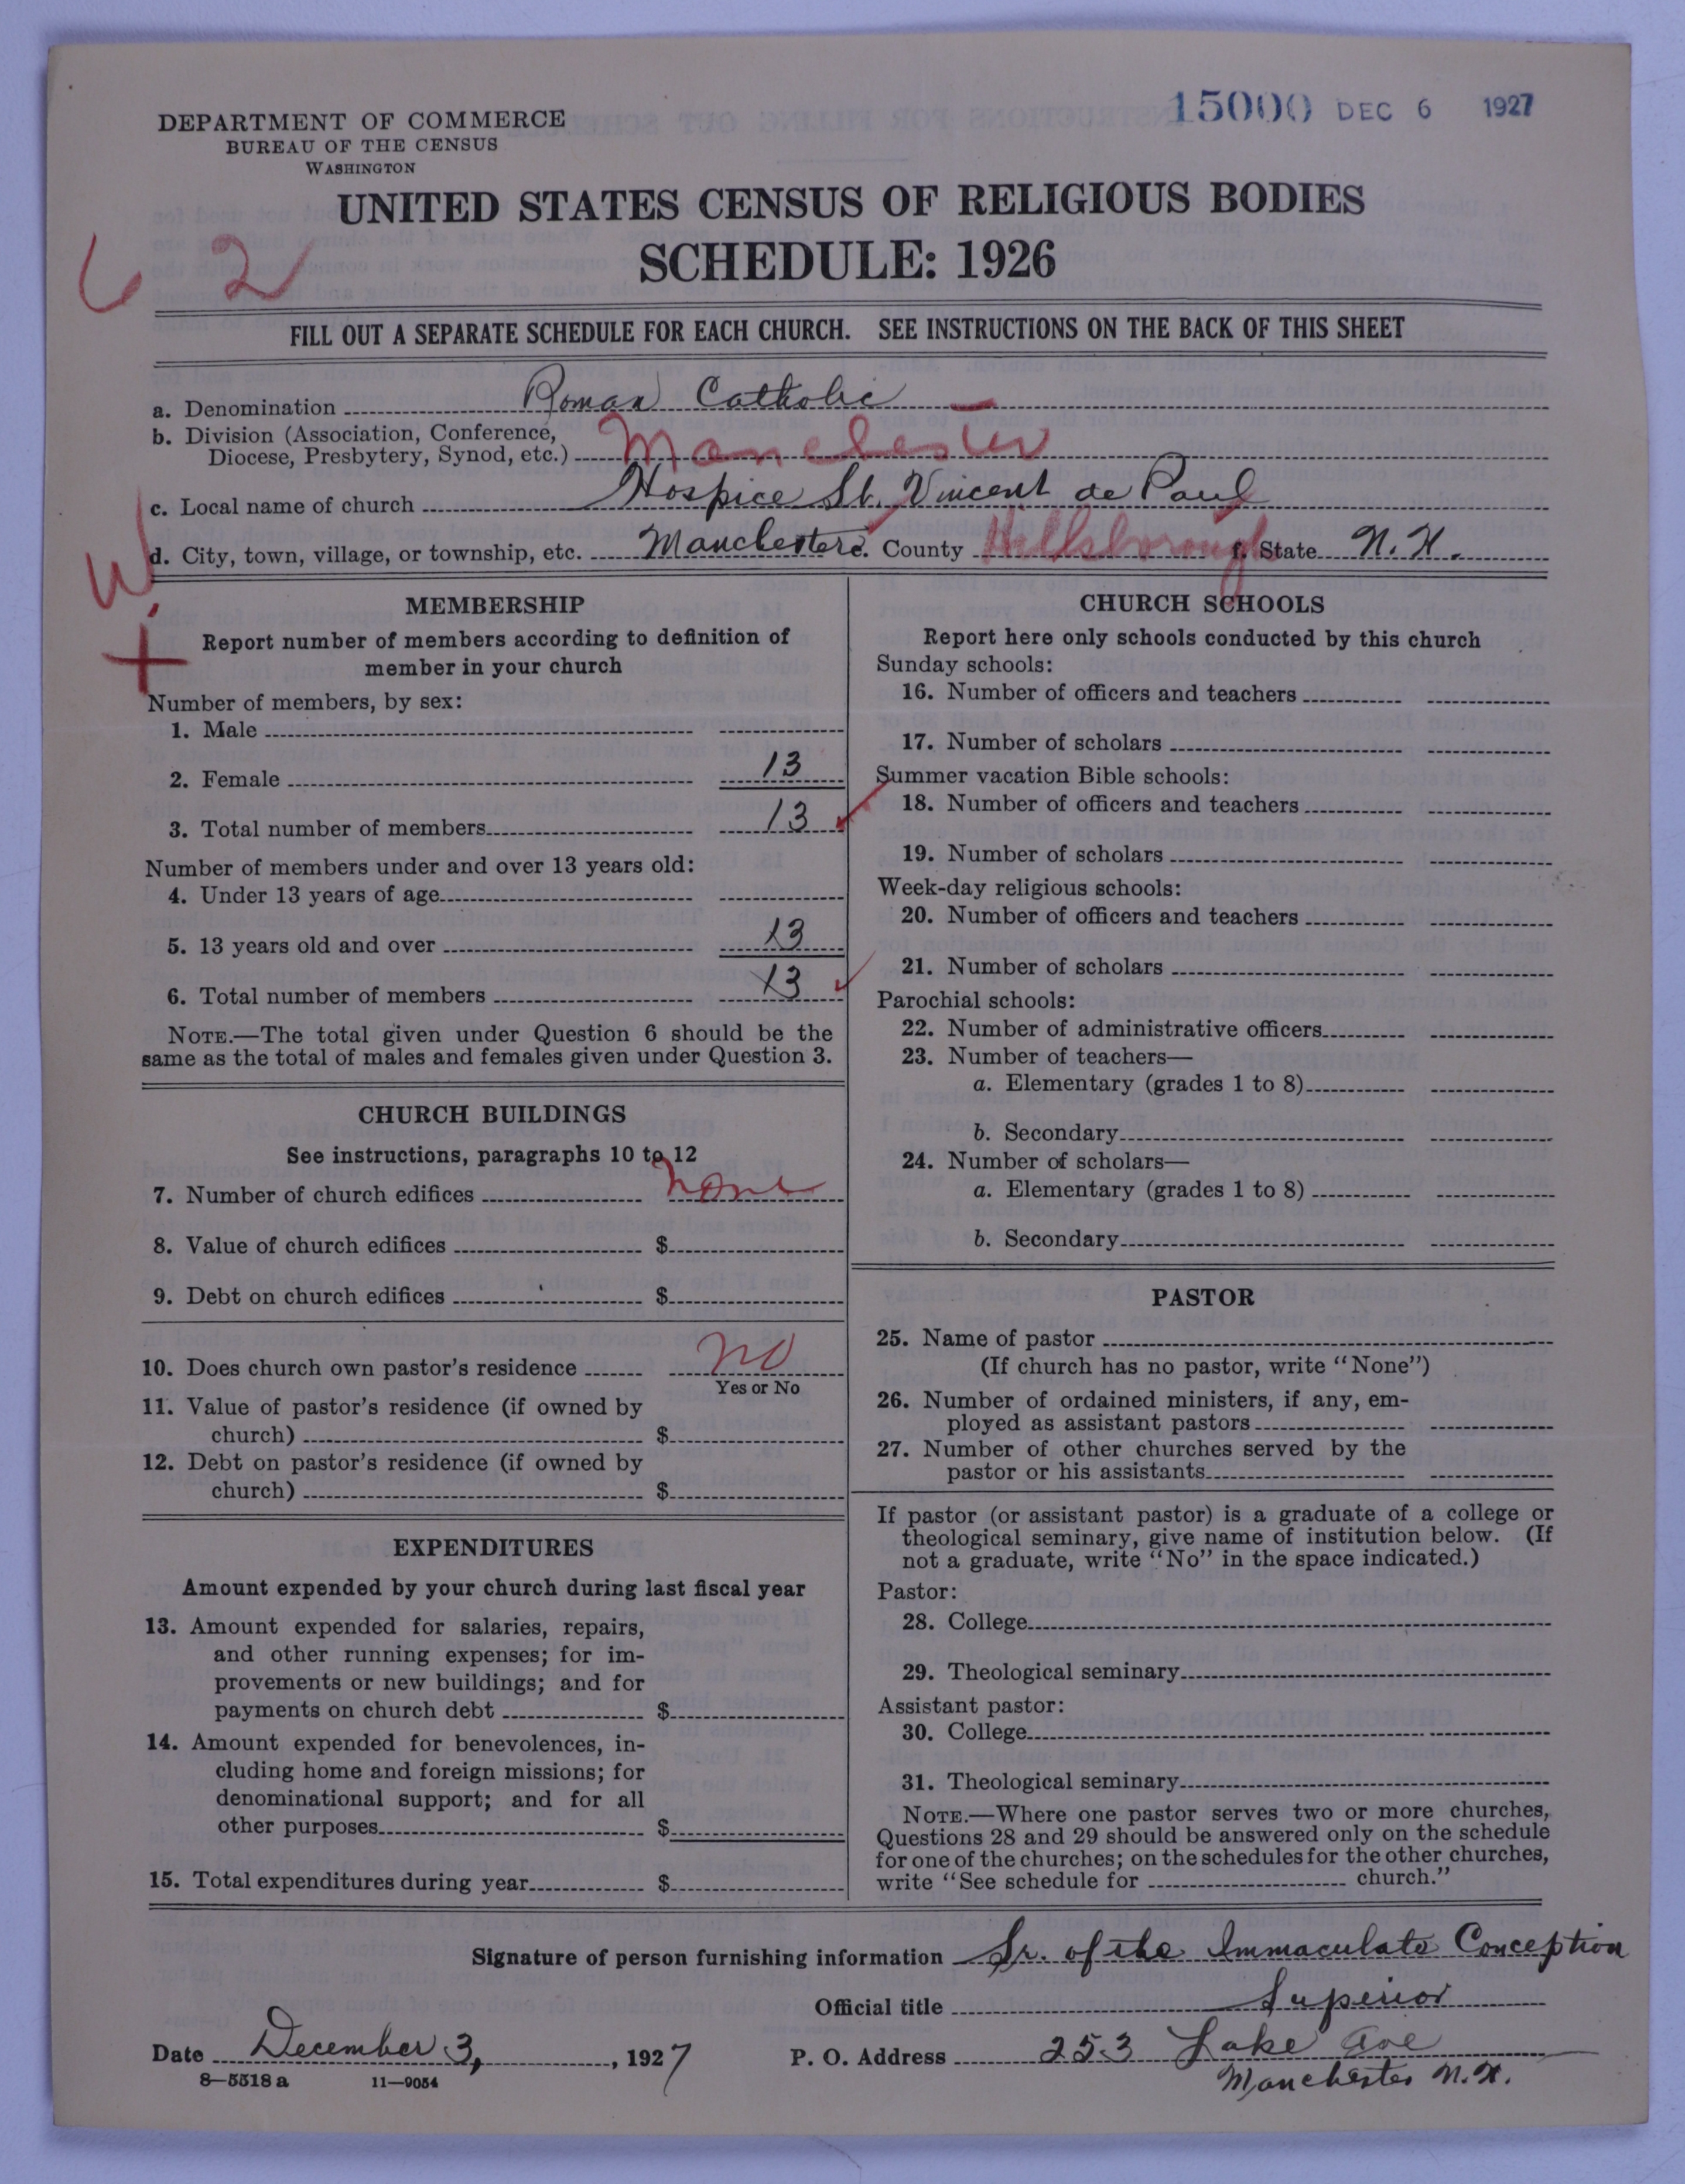 15000 DEC 6 1927
DEPARTMENT OF COMMERCE
BUREAU OF THE CENSUS
WASHINGTON
UNITED STATES CENSUS OF RELIGIOUS BODIES
SCHEDULE: 1926
62
FILL OUT A SEPARATE SCHEDULE FOR EACH CHURCH. SEE INSTRUCTIONS ON THE BACK OF THIS SHEET
a. Denomination Roman Catholic
b. Division (Association, Conference,
Diocese, Presbytery, Synod, etc.) Manchester
c. Local name of church Hospice St. Vincent de Paul
d. City, town, village, or township, etc. Manchester e. County Hillsborough f. State N. H.
W
+
MEMBERSHIP
Report number of members according to definition of
member in your church
Number of members, by sex:
1. Male
2. Female 13
3. Total number of members 13
Number of members under and over 13 years old:
4. Under 13 years of age
5. 13 years old and over 13
6. Total number of members 13
NOTE.—The total given under Question 6 should be the
same as the total of males and females given under Question 3.
CHURCH BUILDINGS
See instructions, paragraphs 10 to 12
7. Number of church edifices none
8. Value of church edifices $
9. Debt on church edifices $
10. Does church own pastor's residence no
Yes or No
11. Value of pastor's residence (if owned by
church) $
12. Debt on pastor's residence (if owned by
church) $
EXPENDITURES
Amount expended by your church during last fiscal year
13. Amount expended for salaries, repairs,
and other running expenses; for im-
provements or new buildings; and for
payments on church debt $
14. Amount expended for benevolences, in-
cluding home and foreign missions; for
denominational support; and for all
other purposes $
15. Total expenditures during year $
CHURCH SCHOOLS
Report here only schools conducted by this church
Sunday schools:
16. Number of officers and teachers
17. Number of scholars
Summer vacation Bible schools:
18. Number of officers and teachers
19. Number of scholars
Week-day religious schools:
20. Number of officers and teachers
21. Number of scholars
Parochial schools:
22. Number of administrative officers
23. Number of teachers—
a. Elementary (grades 1 to 8)
b. Secondary
24. Number of scholars—
a. Elementary (grades 1 to 8)
b. Secondary
PASTOR
25. Name of pastor
(If church has no pastor, write "None")
26. Number of ordained ministers, if any, em-
ployed as assistant pastors
27. Number of other churches served by the
pastor or his assistants
If pastor (or assistant pastor) is a graduate of a college or
theological seminary, give name of institution below. (If
not a graduate, write "No" in the space indicated.)
Pastor:
28. College
29. Theological seminary
Assistant pastor:
30. College
31. Theological seminary
NOTE.—Where one pastor serves two or more churches,
Questions 28 and 29 should be answered only on the schedule
for one of the churches; on the schedules for the other churches,
write "See schedule for church."
Signature of person furnishing information Sr. of the Immaculate Conception
Official title Superior
Date December 3, , 1927 P. O. Address 253 Lake Ave
Manchester N. H.
8—5518 a 11—9054